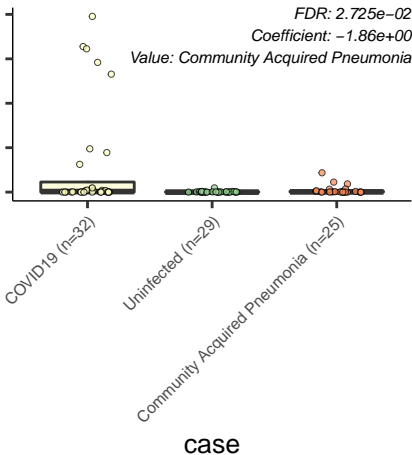 FDR: 2.725e−02
Coefficient: −1.86e+00
Value: Community Acquired Pneumonia
COVID19 (n=32)
Uninfected (n=29)
Community Acquired Pneumonia (n=25)
case